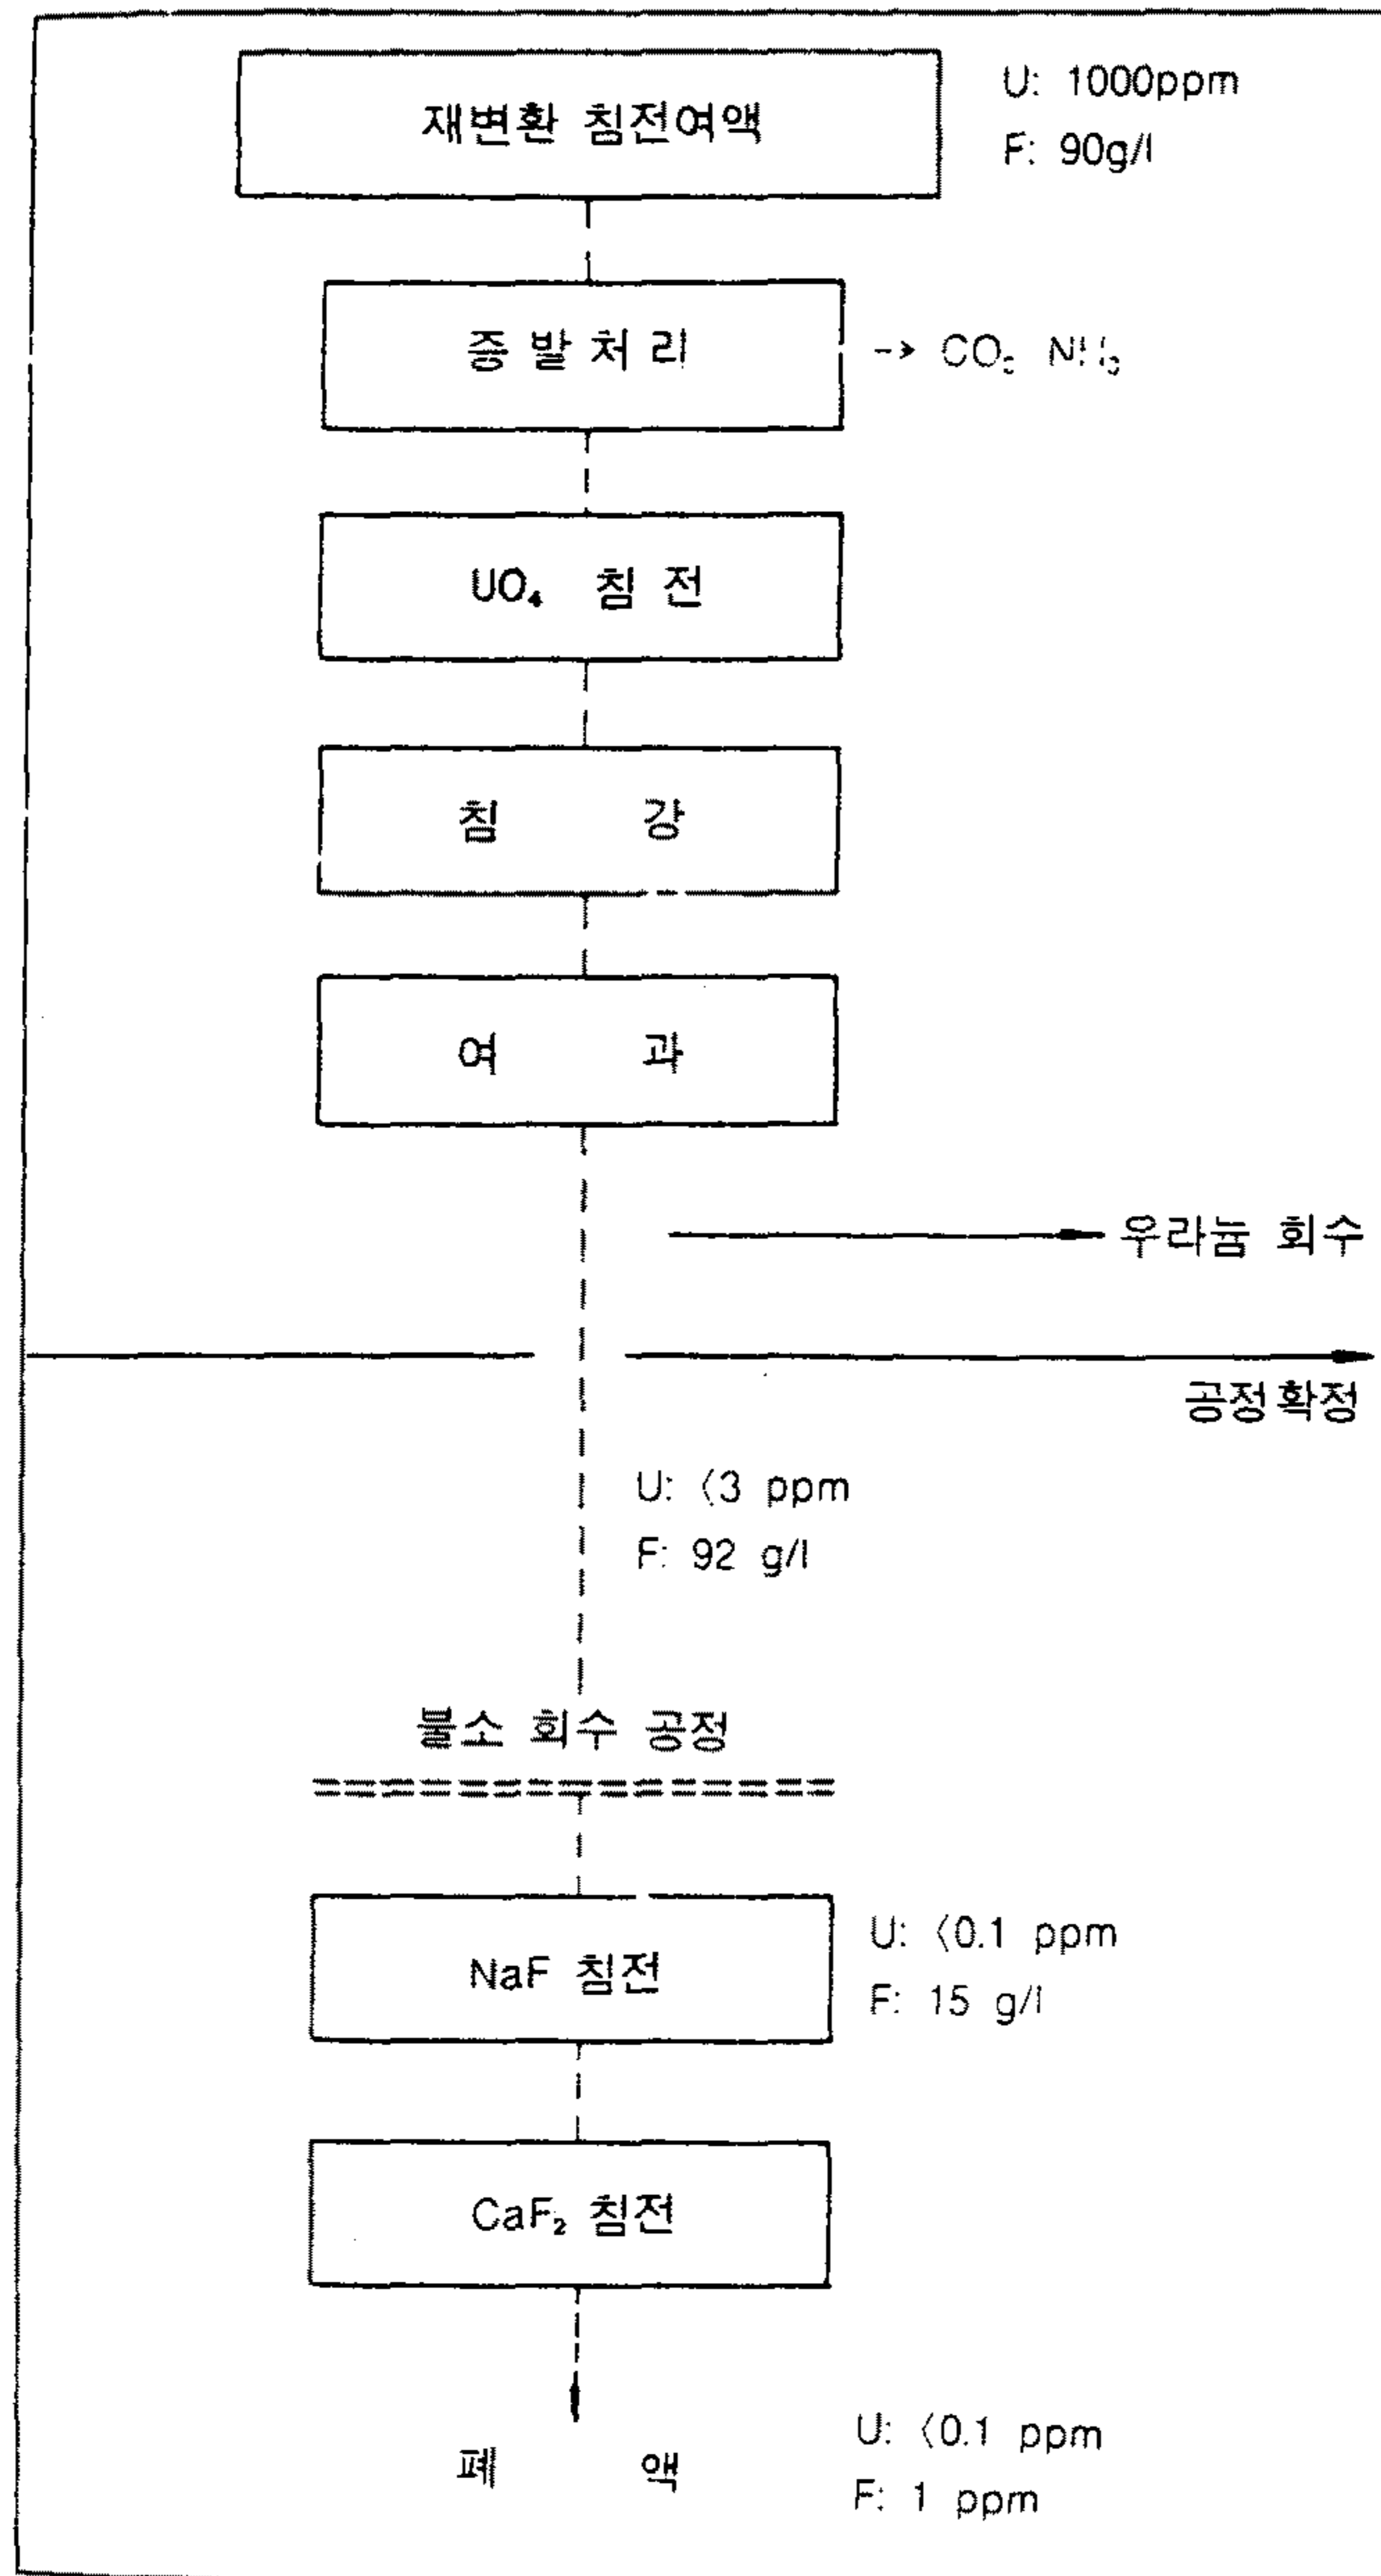 재변환 침전여액
U: 1000ppm
F: 90g/l
증발처리
→ CO₂ NH₃
UO₄ 침전
침 강
여 과
우라늄 회수
공정확정
U: <3 ppm
F: 92 g/l
불소 회수 공정
NaF 침전
U: <0.1 ppm
F: 15 g/l
CaF₂ 침전
폐 액
U: <0.1 ppm
F: 1 ppm